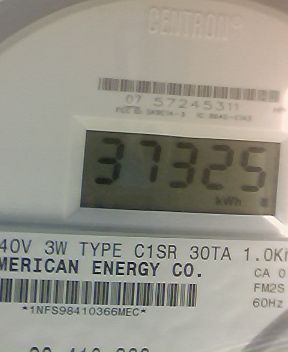 CENTRON®
07 57245311
37325
kWh
40V 3W TYPE C1SR 30TA 1.0Kh
MERICAN ENERGY CO.
CA 0
FM2S
60Hz
*1NFS98410366MEC*